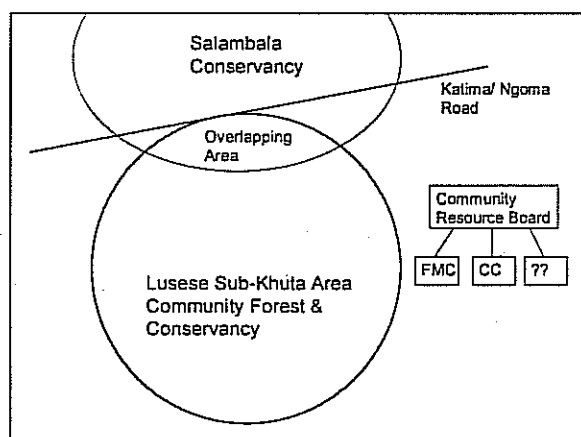 Salambala
Conservancy
Katima/ Ngoma
Road
Overlapping
Area
Community
Resource Board
FMC
CC
??
Lusese Sub-Khuta Area
Community Forest &
Conservancy